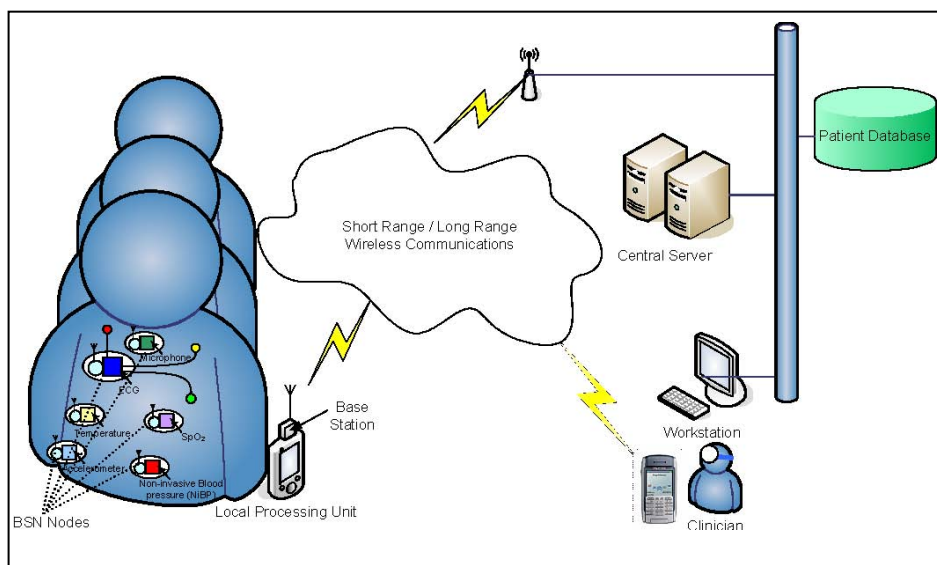 Patient Database
Short Range / Long Range
Wireless Communications
Central Server
Microphone
ECG
Temperature
SpO₂
Accelerometer
Non-invasive Blood
pressure (NiBP)
BSN Nodes
Base
Station
Local Processing Unit
Workstation
Clinician